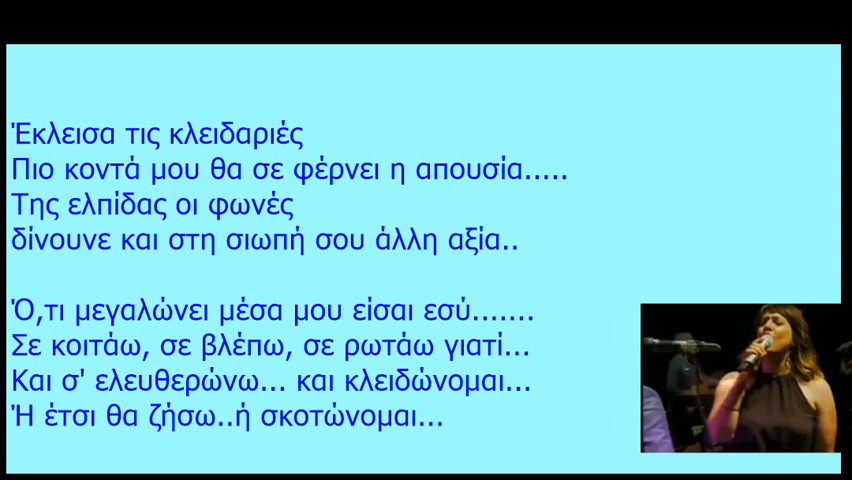 Έκλεισα τις κλειδαριές
Πιο κοντά μου θα σε φέρνει η απουσία.....
Της ελπίδας οι φωνές
δίνουνε και στη σιωπή σου άλλη αξία..
Ό,τι μεγαλώνει μέσα μου είσαι εσύ.......
Σε κοιτάω, σε βλέπω, σε ρωτάω γιατί...
Και σ' ελευθερώνω... και κλειδώνομαι...
Ή έτσι θα ζήσω..ή σκοτώνομαι...